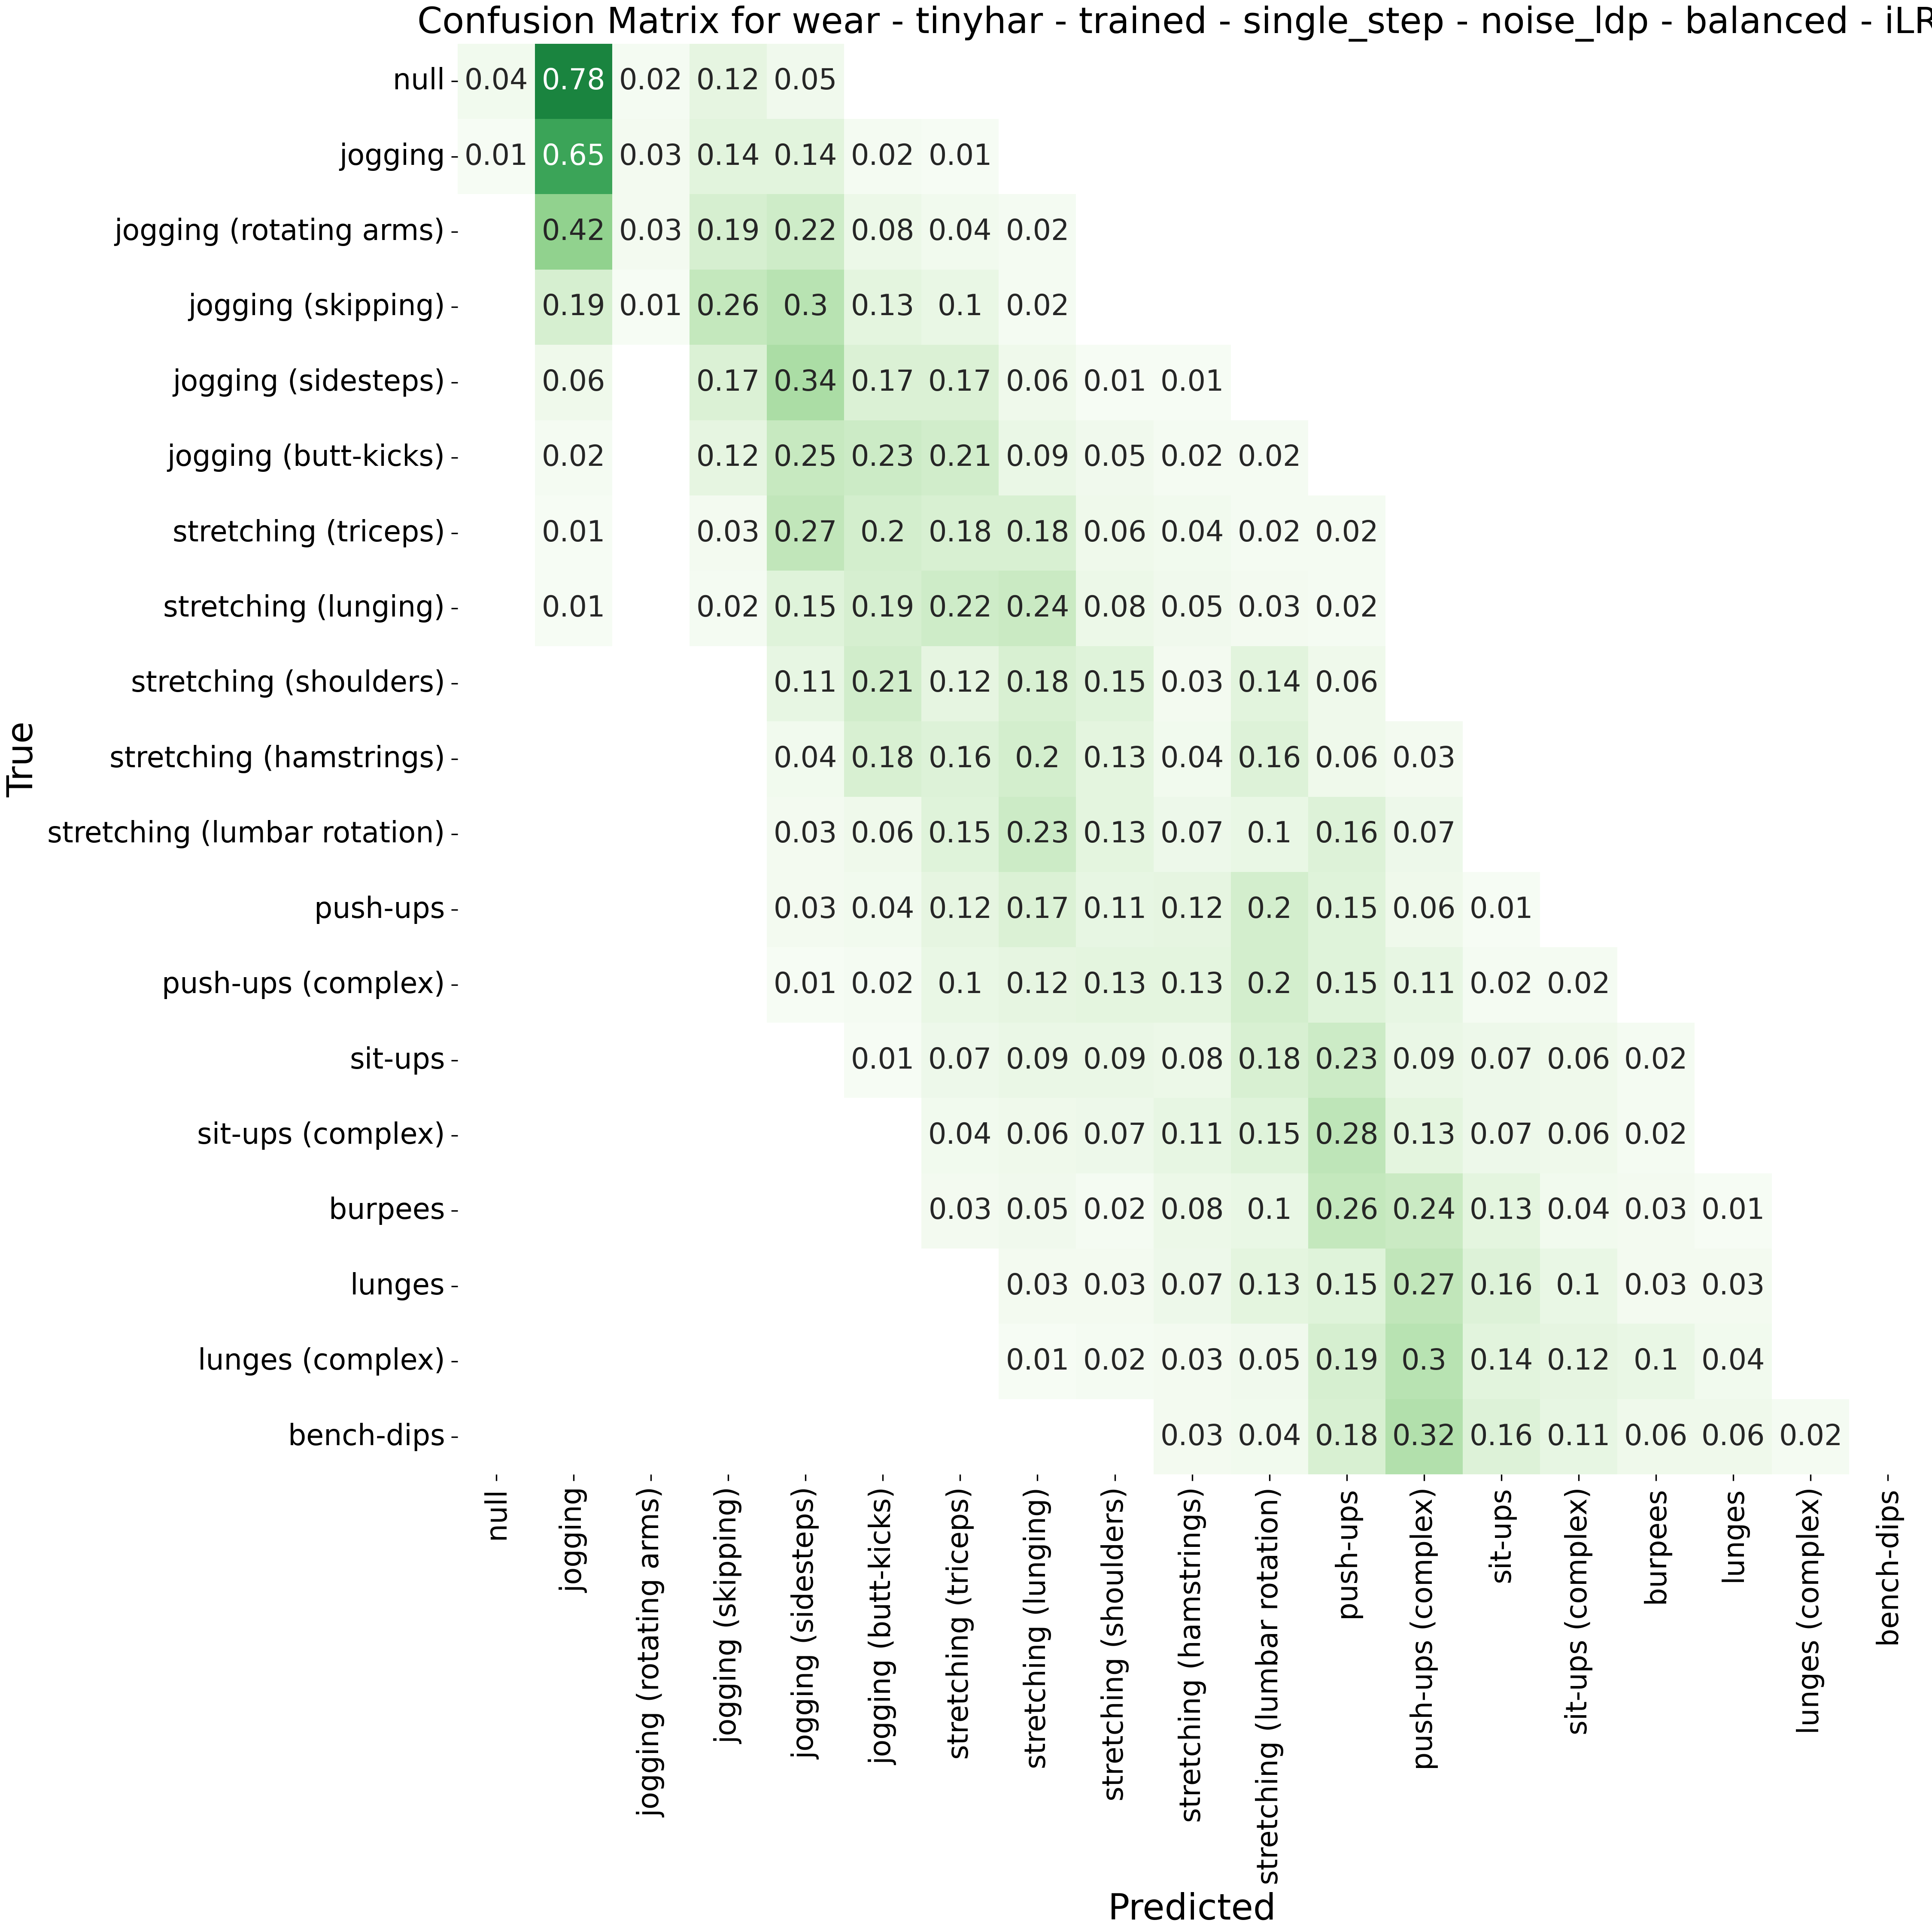 Confusion Matrix for wear - tinyhar - trained - single_step - noise_ldp - balanced - iLR
null 0.04 0.78 0.02 0.12 0.05
jogging 0.01 0.65 0.03 0.14 0.14 0.02 0.01
jogging (rotating arms) 0.42 0.03 0.19 0.22 0.08 0.04 0.02
jogging (skipping) 0.19 0.01 0.26 0.3 0.13 0.1 0.02
jogging (sidesteps) 0.06 0.17 0.34 0.17 0.17 0.06 0.01 0.01
jogging (butt-kicks) 0.02 0.12 0.25 0.23 0.21 0.09 0.05 0.02 0.02
stretching (triceps) 0.01 0.03 0.27 0.2 0.18 0.18 0.06 0.04 0.02 0.02
stretching (lunging) 0.01 0.02 0.15 0.19 0.22 0.24 0.08 0.05 0.03 0.02
stretching (shoulders) 0.11 0.21 0.12 0.18 0.15 0.03 0.14 0.06
stretching (hamstrings) 0.04 0.18 0.16 0.2 0.13 0.04 0.16 0.06 0.03
stretching (lumbar rotation) 0.03 0.06 0.15 0.23 0.13 0.07 0.1 0.16 0.07
push-ups 0.03 0.04 0.12 0.17 0.11 0.12 0.2 0.15 0.06 0.01
push-ups (complex) 0.01 0.02 0.1 0.12 0.13 0.13 0.2 0.15 0.11 0.02 0.02
sit-ups 0.01 0.07 0.09 0.09 0.08 0.18 0.23 0.09 0.07 0.06 0.02
sit-ups (complex) 0.04 0.06 0.07 0.11 0.15 0.28 0.13 0.07 0.06 0.02
burpees 0.03 0.05 0.02 0.08 0.1 0.26 0.24 0.13 0.04 0.03 0.01
lunges 0.03 0.03 0.07 0.13 0.15 0.27 0.16 0.1 0.03 0.03
lunges (complex) 0.01 0.02 0.03 0.05 0.19 0.3 0.14 0.12 0.1 0.04
bench-dips 0.03 0.04 0.18 0.32 0.16 0.11 0.06 0.06 0.02
True
null
jogging
jogging (rotating arms)
jogging (skipping)
jogging (sidesteps)
jogging (butt-kicks)
stretching (triceps)
stretching (lunging)
stretching (shoulders)
stretching (hamstrings)
stretching (lumbar rotation)
push-ups
push-ups (complex)
sit-ups
sit-ups (complex)
burpees
lunges
lunges (complex)
bench-dips
Predicted